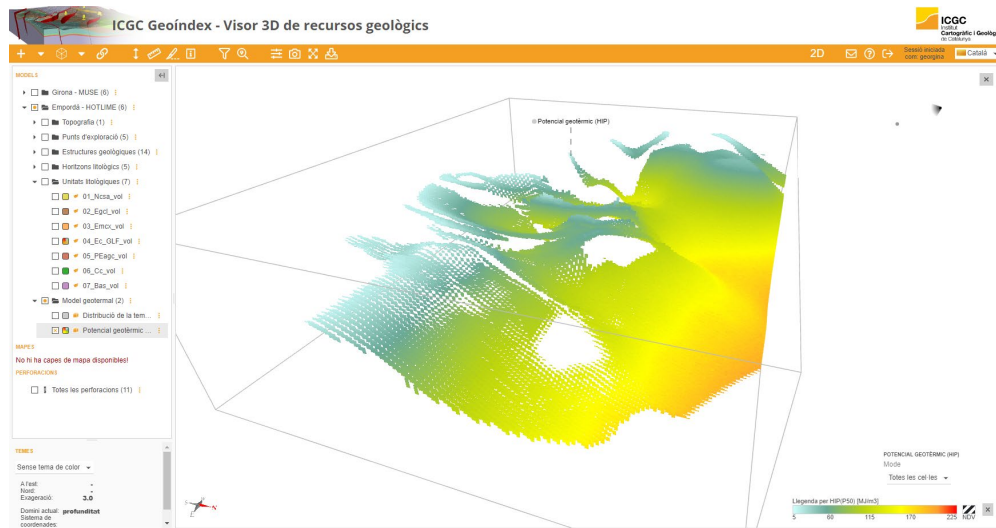 ICGC Geoíndex - Visor 3D de recursos geològics
ICGC
Institut
Cartogràfic i Geològ
de Catalunya
2D
Sessió iniciada
com: georgina
Català
MODELS
Girona - MUSE (6)
Empordà - HOTLIME (6)
Topografia (1)
Punts d'exploració (5)
Estructures geològiques (14)
Horitzons litològics (5)
Unitats litològiques (7)
01_Ncsa_vol
02_Egcl_vol
03_Emcx_vol
04_Ec_GLF_vol
05_PEagc_vol
06_Cc_vol
07_Bas_vol
Model geotermal (2)
Distribució de la tem...
Potencial geotèrmic ...
MAPES
No hi ha capes de mapa disponibles!
PERFORACIONS
Totes les perforacions (11)
TEMES
Sense tema de color
A l'est: -
Nord: -
Exageració: 3.0
Domini actual: profunditat
Sistema de
coordenades:
Potencial geotèrmic (HIP)
N
POTENCIAL GEOTÈRMIC (HIP)
Mode
Totes les cel·les
Llegenda per HIP(P50) [MJ/m3]
5 60 115 170 225 NDV